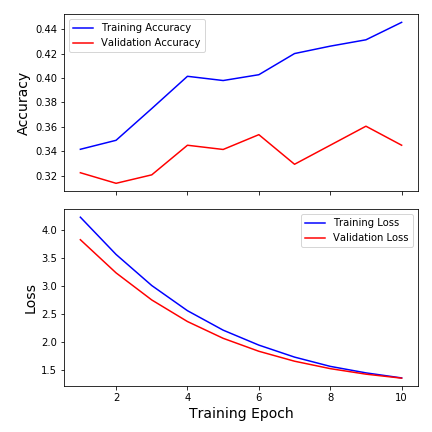 Training Accuracy
Validation Accuracy
0.44
0.42
0.40
0.38
0.36
0.34
0.32
Accuracy
Training Loss
Validation Loss
4.0
3.5
3.0
2.5
2.0
1.5
Loss
2 4 6 8 10
Training Epoch